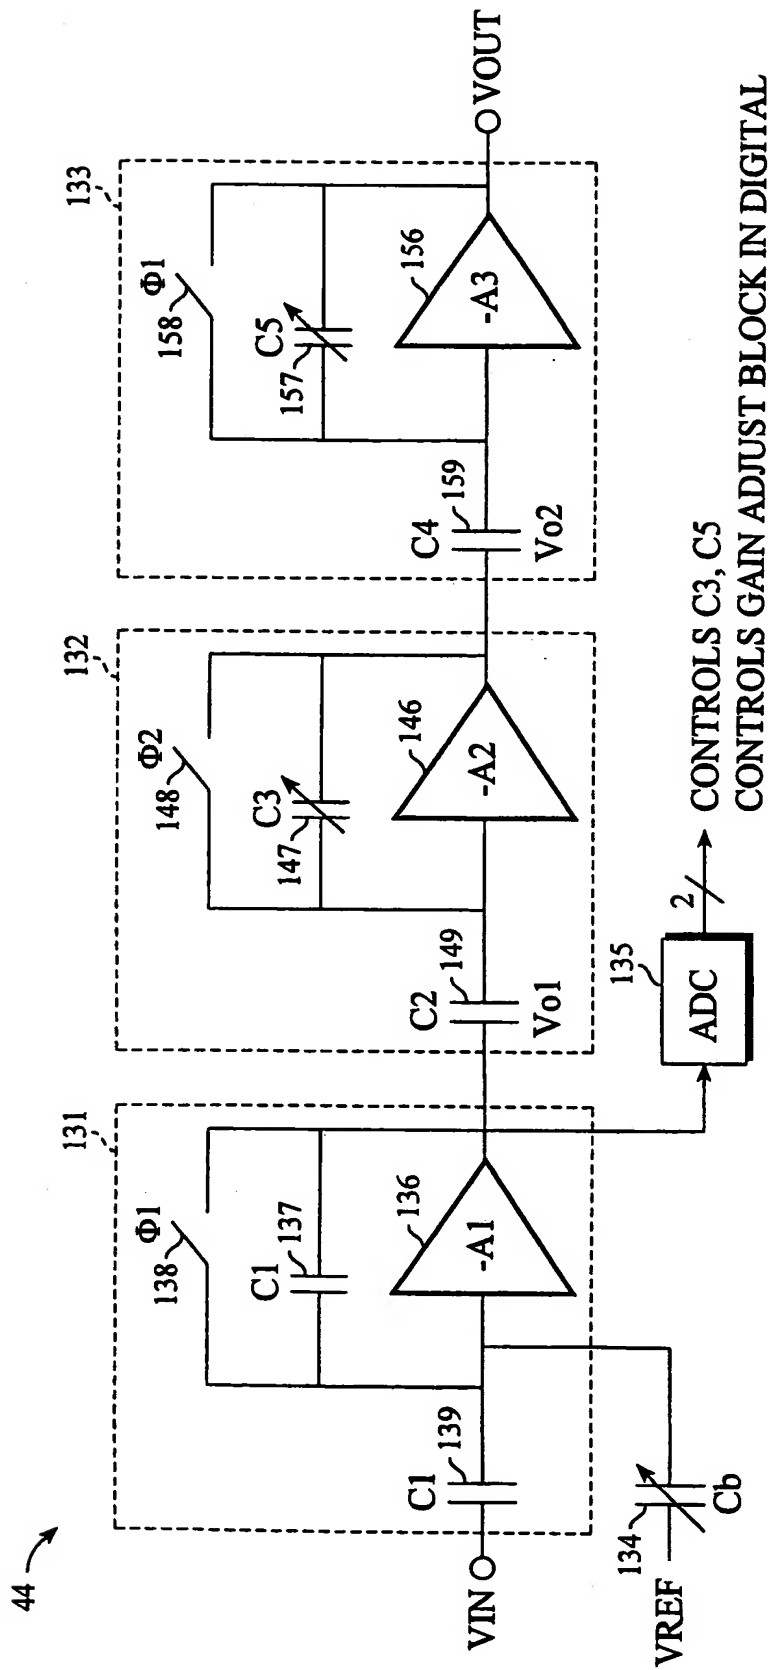 44
131
Φ1
138
C1
137
136
-A1
C1
139
VIN
VREF
134
Cb
132
Φ2
148
C3
147
146
-A2
C2
149
Vo1
135
ADC
2
CONTROLS C3, C5
CONTROLS GAIN ADJUST BLOCK IN DIGITAL
133
Φ1
158
C5
157
156
-A3
C4
159
Vo2
VOUT